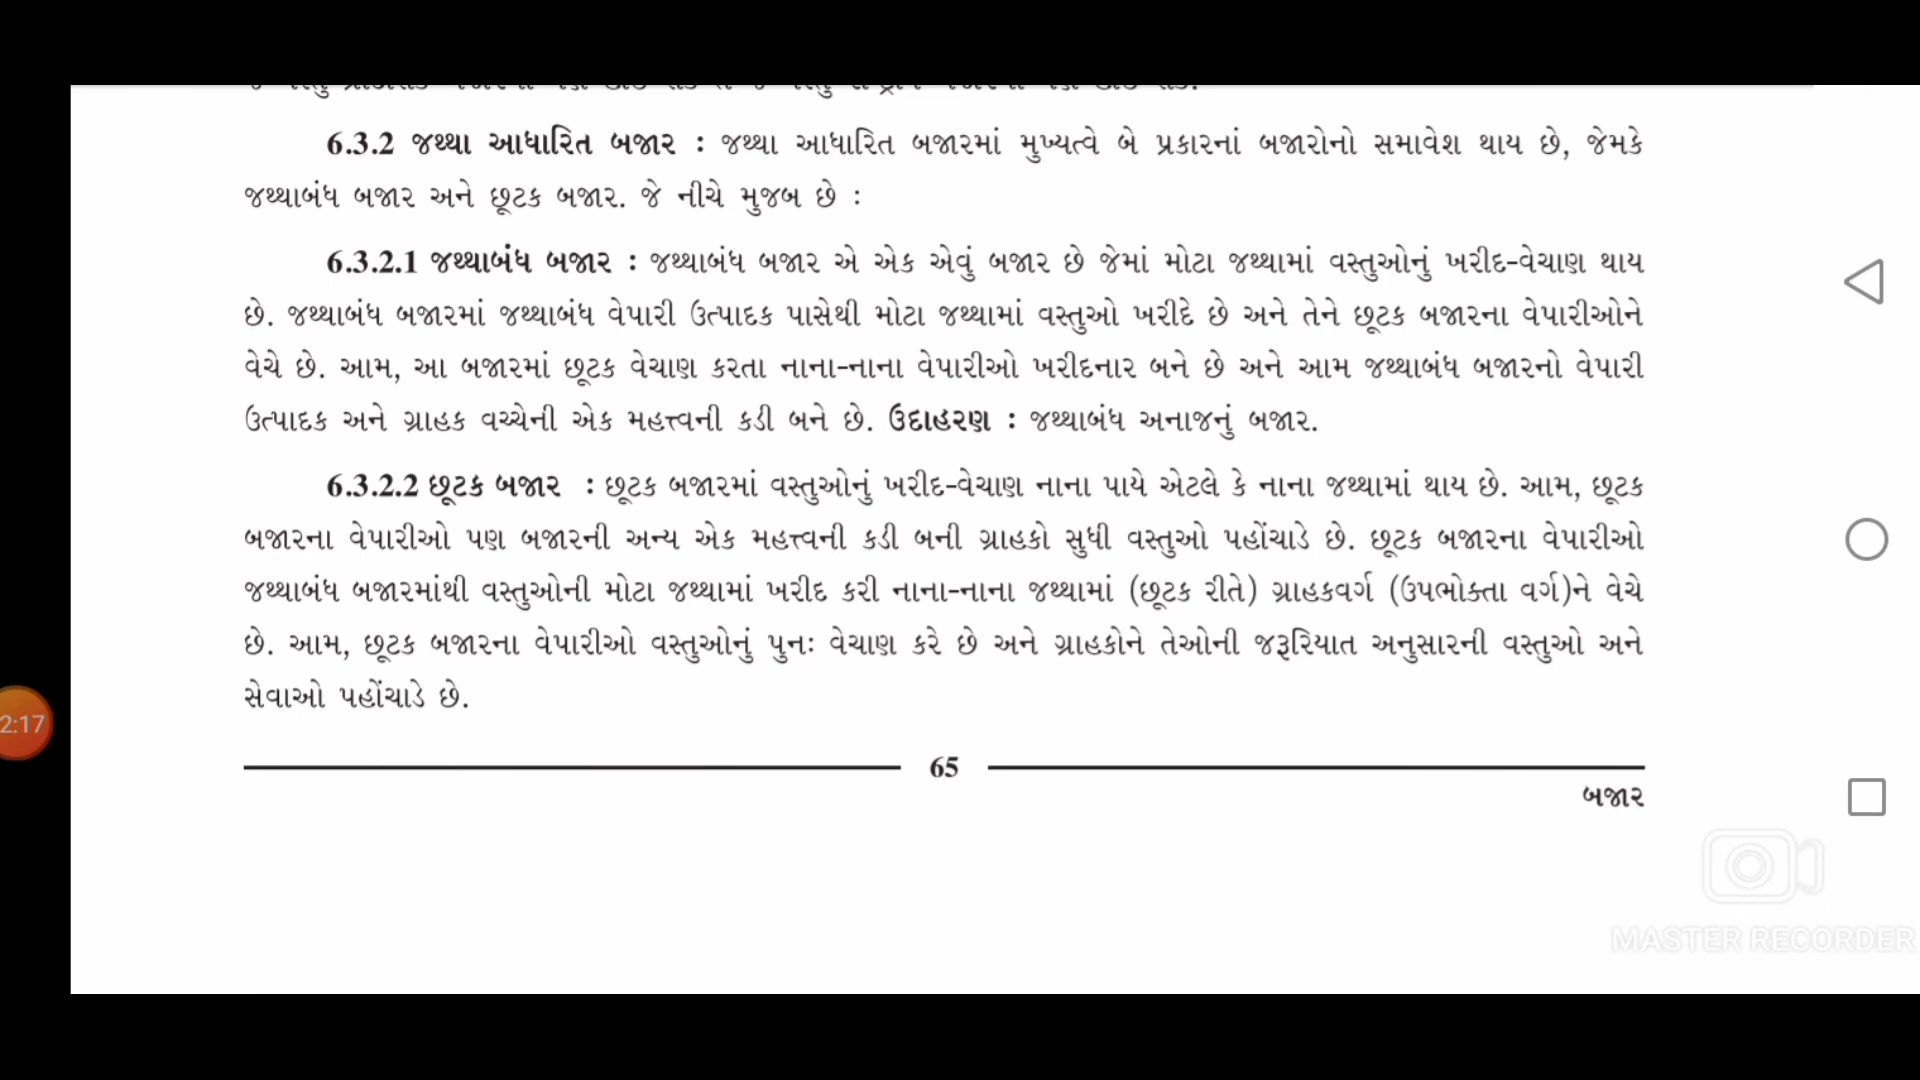 6.3.2 જથ્થા આધારિત બજાર : જથ્થા આધારિત બજારમાં મુખ્યત્વે બે પ્રકારનાં બજારોનો સમાવેશ થાય છે, જેમકે
જથ્થાબંધ બજાર અને છૂટક બજાર. જે નીચે મુજબ છે :
6.3.2.1 જથ્થાબંધ બજાર : જથ્થાબંધ બજાર એ એક એવું બજાર છે જેમાં મોટા જથ્થામાં વસ્તુઓનું ખરીદ-વેચાણ થાય
છે. જથ્થાબંધ બજારમાં જથ્થાબંધ વેપારી ઉત્પાદક પાસેથી મોટા જથ્થામાં વસ્તુઓ ખરીદે છે અને તેને છૂટક બજારના વેપારીઓને
વેચે છે. આમ, આ બજારમાં છૂટક વેચાણ કરતા નાના-નાના વેપારીઓ ખરીદનાર બને છે અને આમ જથ્થાબંધ બજારનો વેપારી
ઉત્પાદક અને ગ્રાહક વચ્ચેની એક મહત્ત્વની કડી બને છે. ઉદાહરણ : જથ્થાબંધ અનાજનું બજાર.
6.3.2.2 છૂટક બજાર : છૂટક બજારમાં વસ્તુઓનું ખરીદ-વેચાણ નાના પાયે એટલે કે નાના જથ્થામાં થાય છે. આમ, છૂટક
બજારના વેપારીઓ પણ બજારની અન્ય એક મહત્ત્વની કડી બની ગ્રાહકો સુધી વસ્તુઓ પહોંચાડે છે. છૂટક બજારના વેપારીઓ
જથ્થાબંધ બજારમાંથી વસ્તુઓની મોટા જથ્થામાં ખરીદ કરી નાના-નાના જથ્થામાં (છૂટક રીતે) ગ્રાહકવર્ગ (ઉપભોક્તા વર્ગ)ને વેચે
છે. આમ, છૂટક બજારના વેપારીઓ વસ્તુઓનું પુનઃ વેચાણ કરે છે અને ગ્રાહકોને તેઓની જરૂરિયાત અનુસારની વસ્તુઓ અને
સેવાઓ પહોંચાડે છે.
2:17
65
બજાર
MASTER RECORDER